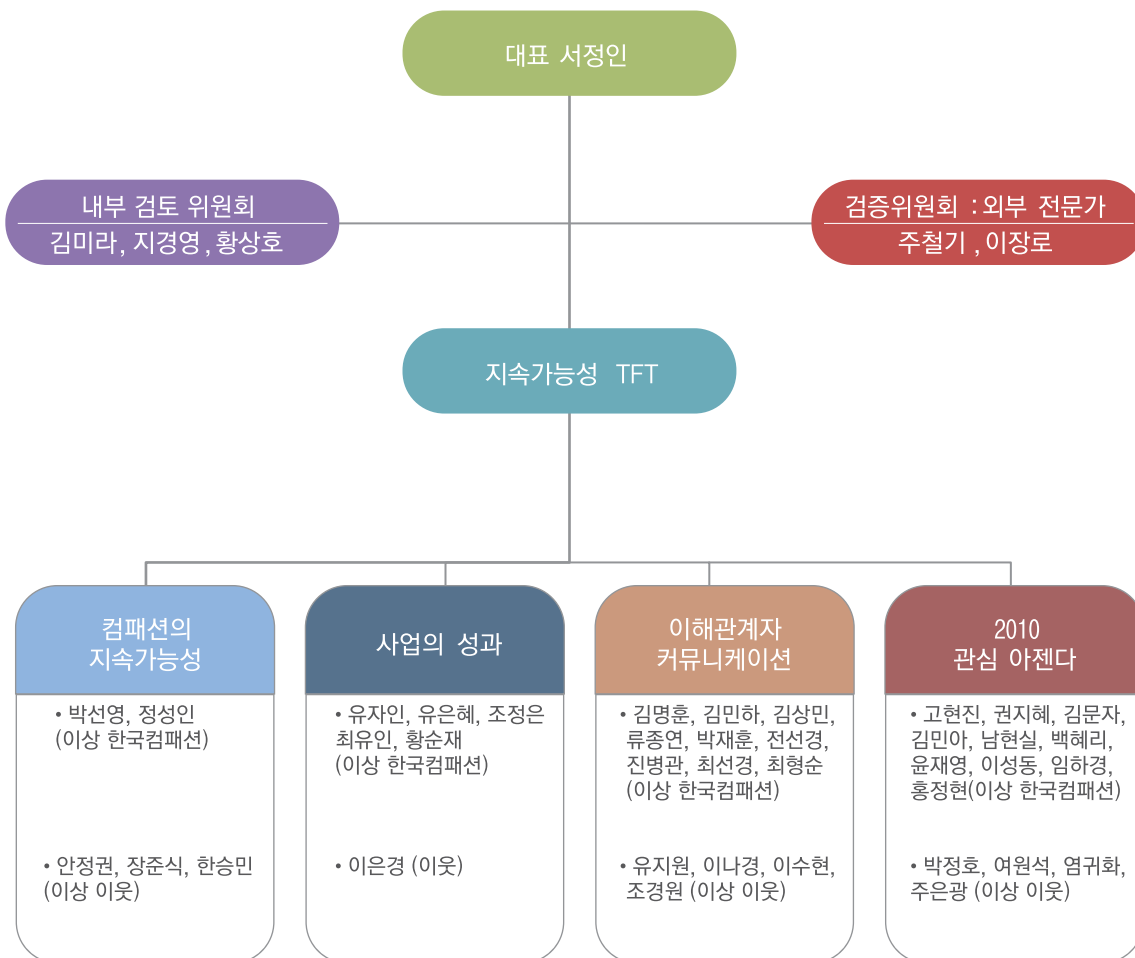 대표 서정인
내부 검토 위원회
김미라, 지경영, 황상호
검증위원회 : 외부 전문가
주철기, 이장로
지속가능성 TFT
컴패션의
지속가능성
• 박선영, 정성인
(이상 한국컴패션)
• 안정권, 장준식, 한승민
(이상 이웃)
사업의 성과
• 유자인, 유은혜, 조정은
최유인, 황순재
(이상 한국컴패션)
• 이은경 (이웃)
이해관계자
커뮤니케이션
• 김명훈, 김민하, 김상민,
류종연, 박재훈, 전선경,
진병관, 최선경, 최형순
(이상 한국컴패션)
• 유지원, 이나경, 이수현,
조경원 (이상 이웃)
2010
관심 아젠다
• 고현진, 권지혜, 김문자,
김민아, 남현실, 백혜리,
윤재영, 이성동, 임하경,
홍정현(이상 한국컴패션)
• 박정호, 여원석, 염귀화,
주은광 (이상 이웃)